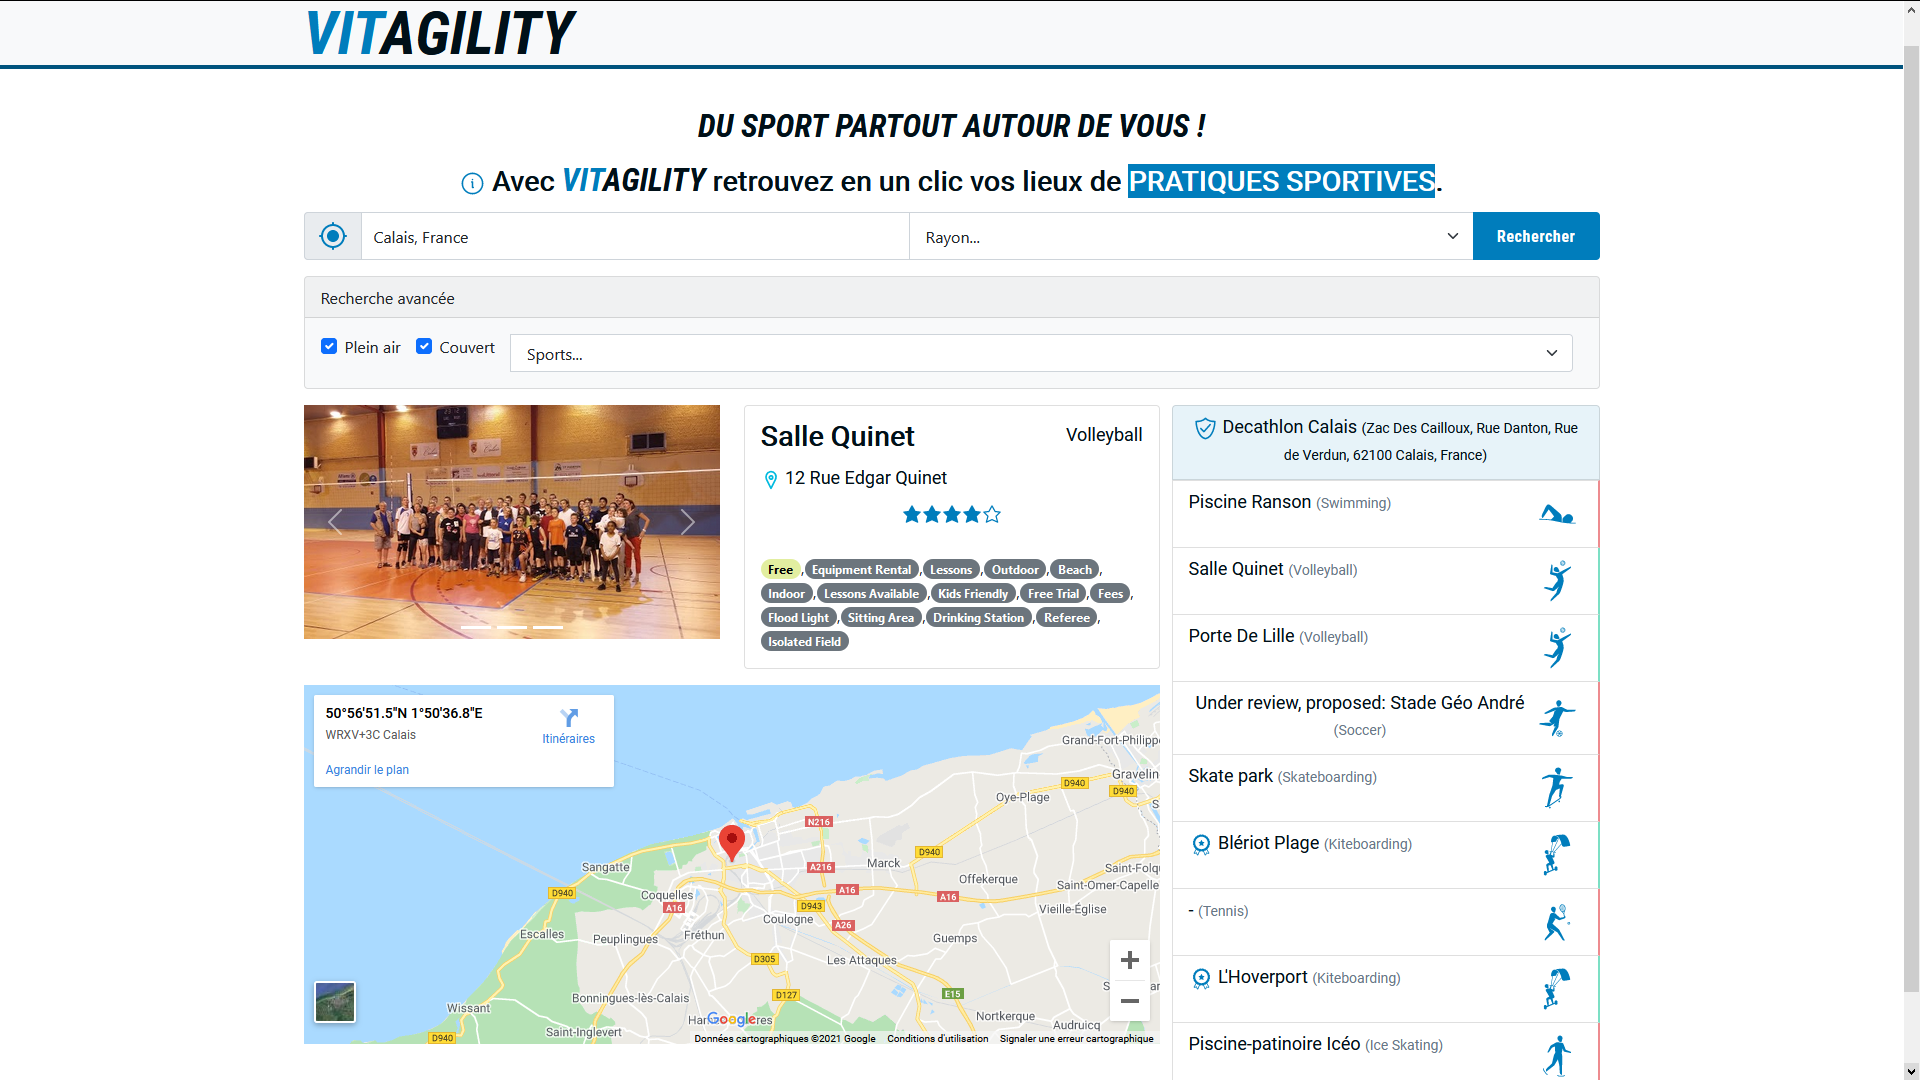 VITAGILITY
DU SPORT PARTOUT AUTOUR DE VOUS !
Avec VITAGILITY retrouvez en un clic vos lieux de PRATIQUES SPORTIVES.
Calais, France
Rayon...
Rechercher
Recherche avancée
Plein air
Couvert
Sports...
Salle Quinet
Volleyball
12 Rue Edgar Quinet
Free , Equipment Rental , Lessons , Outdoor , Beach ,
Indoor , Lessons Available , Kids Friendly , Free Trial , Fees ,
Flood Light , Sitting Area , Drinking Station , Referee ,
Isolated Field
50°56'51.5"N 1°50'36.8"E
WRXV+3C Calais
Itinéraires
Agrandir le plan
Grand-Fort-Philipp
Gravelin
D940
D940
Oye-Plage
N216
D940
Marck
A216
Sangatte
Saint-Folq
Offekerque
Saint-Omer-Capelle
D940
Coquelles
A16
A16
A16
D943
Vieille-Église
Coulogne
A26
Escalles
Peuplingues
Fréthun
Guemps
D305
Les Attaques
D127
E15
Bonningues-lès-Calais
Wissant
Nortkerque
Audruicq
Saint-Inglevert
D940
Google
Données cartographiques ©2021 Google
Conditions d'utilisation
Signaler une erreur cartographique
Decathlon Calais (Zac Des Cailloux, Rue Danton, Rue
de Verdun, 62100 Calais, France)
Piscine Ranson (Swimming)
Salle Quinet (Volleyball)
Porte De Lille (Volleyball)
Under review, proposed: Stade Géo André
(Soccer)
Skate park (Skateboarding)
Blériot Plage (Kiteboarding)
- (Tennis)
L'Hoverport (Kiteboarding)
Piscine-patinoire Icéo (Ice Skating)